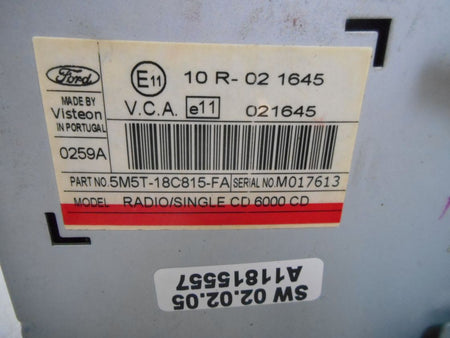 Ford
E11 10 R- 02 1645
MADE BY
Visteon
IN PORTUGAL
V.C.A. e11 021645
0259A
PART NO. 5M5T-18C815-FA SERIAL NO. M017613
MODEL RADIO/SINGLE CD 6000 CD
SW 02.02.05
A11815557